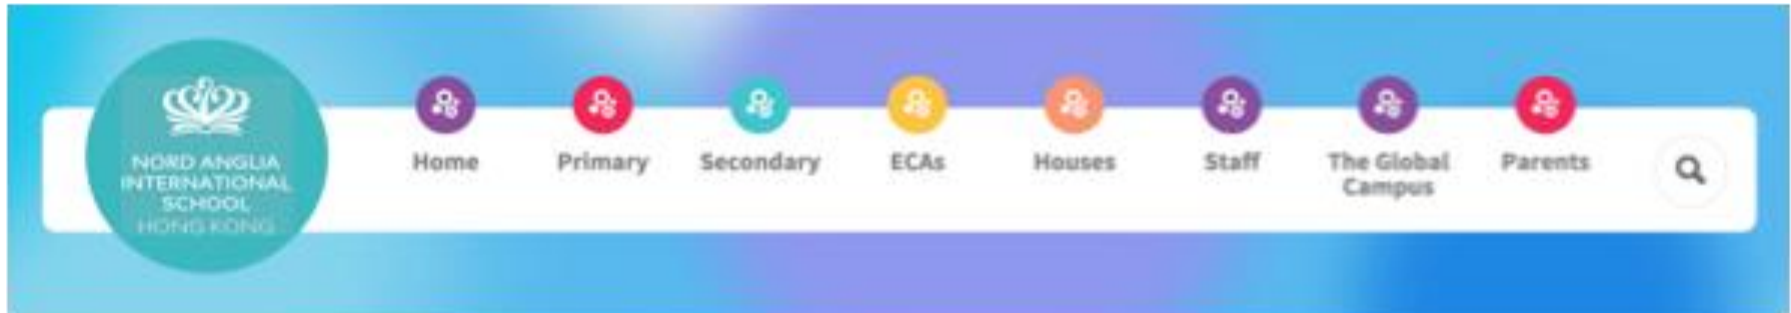 NORD ANGLIA
INTERNATIONAL
SCHOOL
HONG KONG
Home
Primary
Secondary
ECAs
Houses
Staff
The Global
Campus
Parents